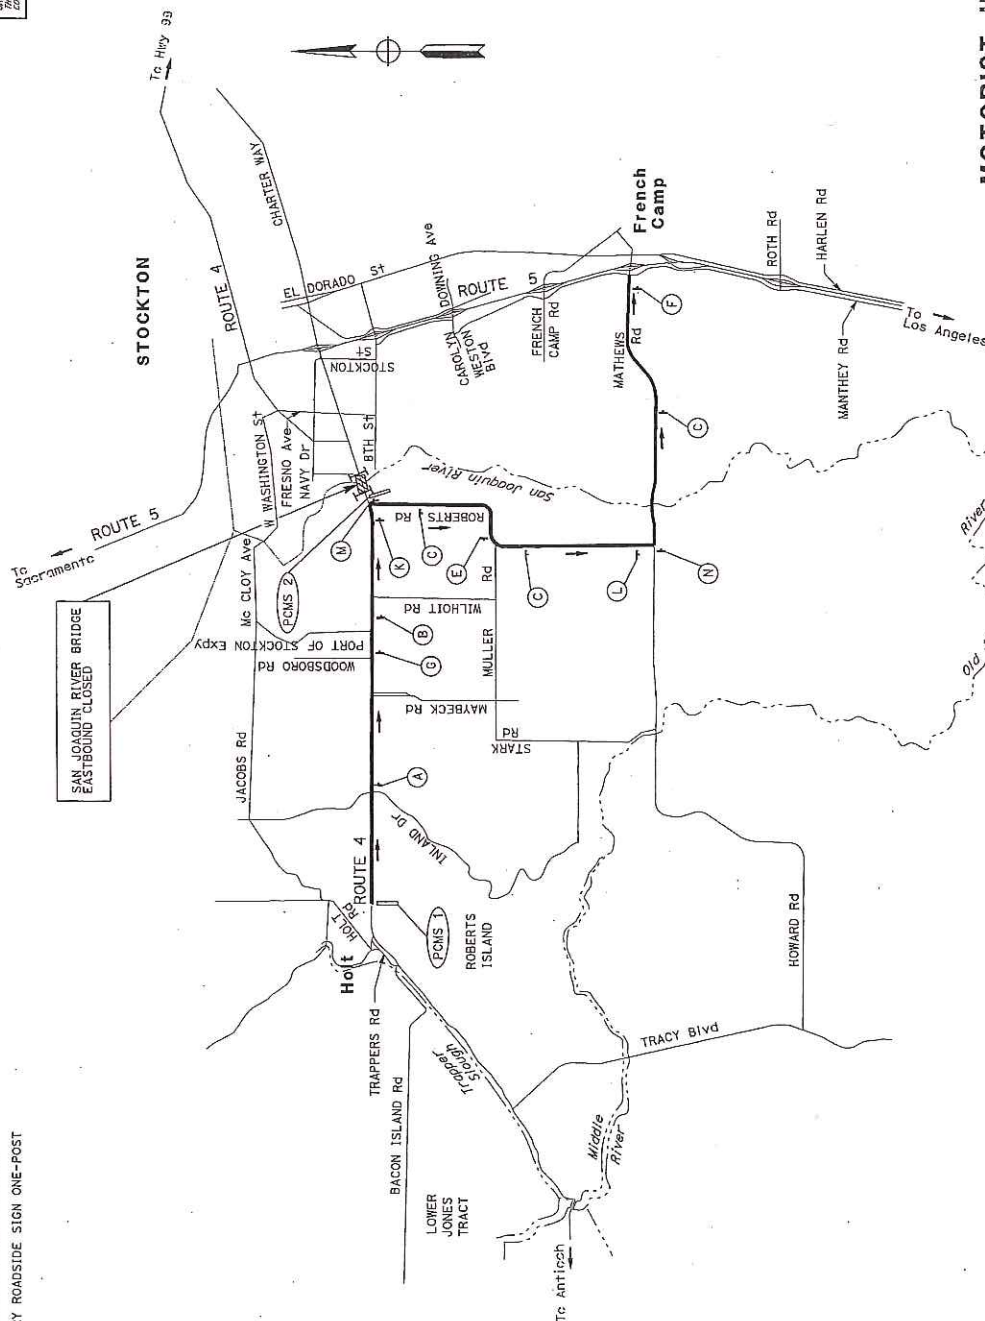 Y ROADSIDE SIGN ONE-POST
To Hwy 99
STOCKTON
ROUTE 4
CHARTER WAY
To
Sacramento
ROUTE 5
SAN JOAQUIN RIVER BRIDGE
EASTBOUND CLOSED
EL DORADO St
W WASHINGTON St
FRESNO Ave
NAVY Dr
8TH St
STOCKTON
St
CAROLYN
WESTON
Blvd
DOWNING Ave
ROUTE 5
FRENCH
CAMP Rd
French
Camp
MATHEWS
Rd
F
ROTH Rd
HARLEN Rd
MANTHEY Rd
To
Los Angeles
C
San Joaquin River
Mc CLOY Ave
PCMS 2
M
K
ROBERTS
Rd
C
E
C
L
N
PORT OF STOCKTON Expy
WOODSBORO Rd
B
G
WILHOIT Rd
MULLER
Rd
MAYBECK Rd
STARK
Rd
JACOBS Rd
A
INLAND Dr
ROUTE 4
HOLT
Rd
Holt
PCMS 1
ROBERTS
ISLAND
TRAPPERS Rd
BACON ISLAND Rd
Trapper
Slough
LOWER
JONES
TRACT
Middle
River
To Antioch
TRACY Blvd
HOWARD Rd
River
Old